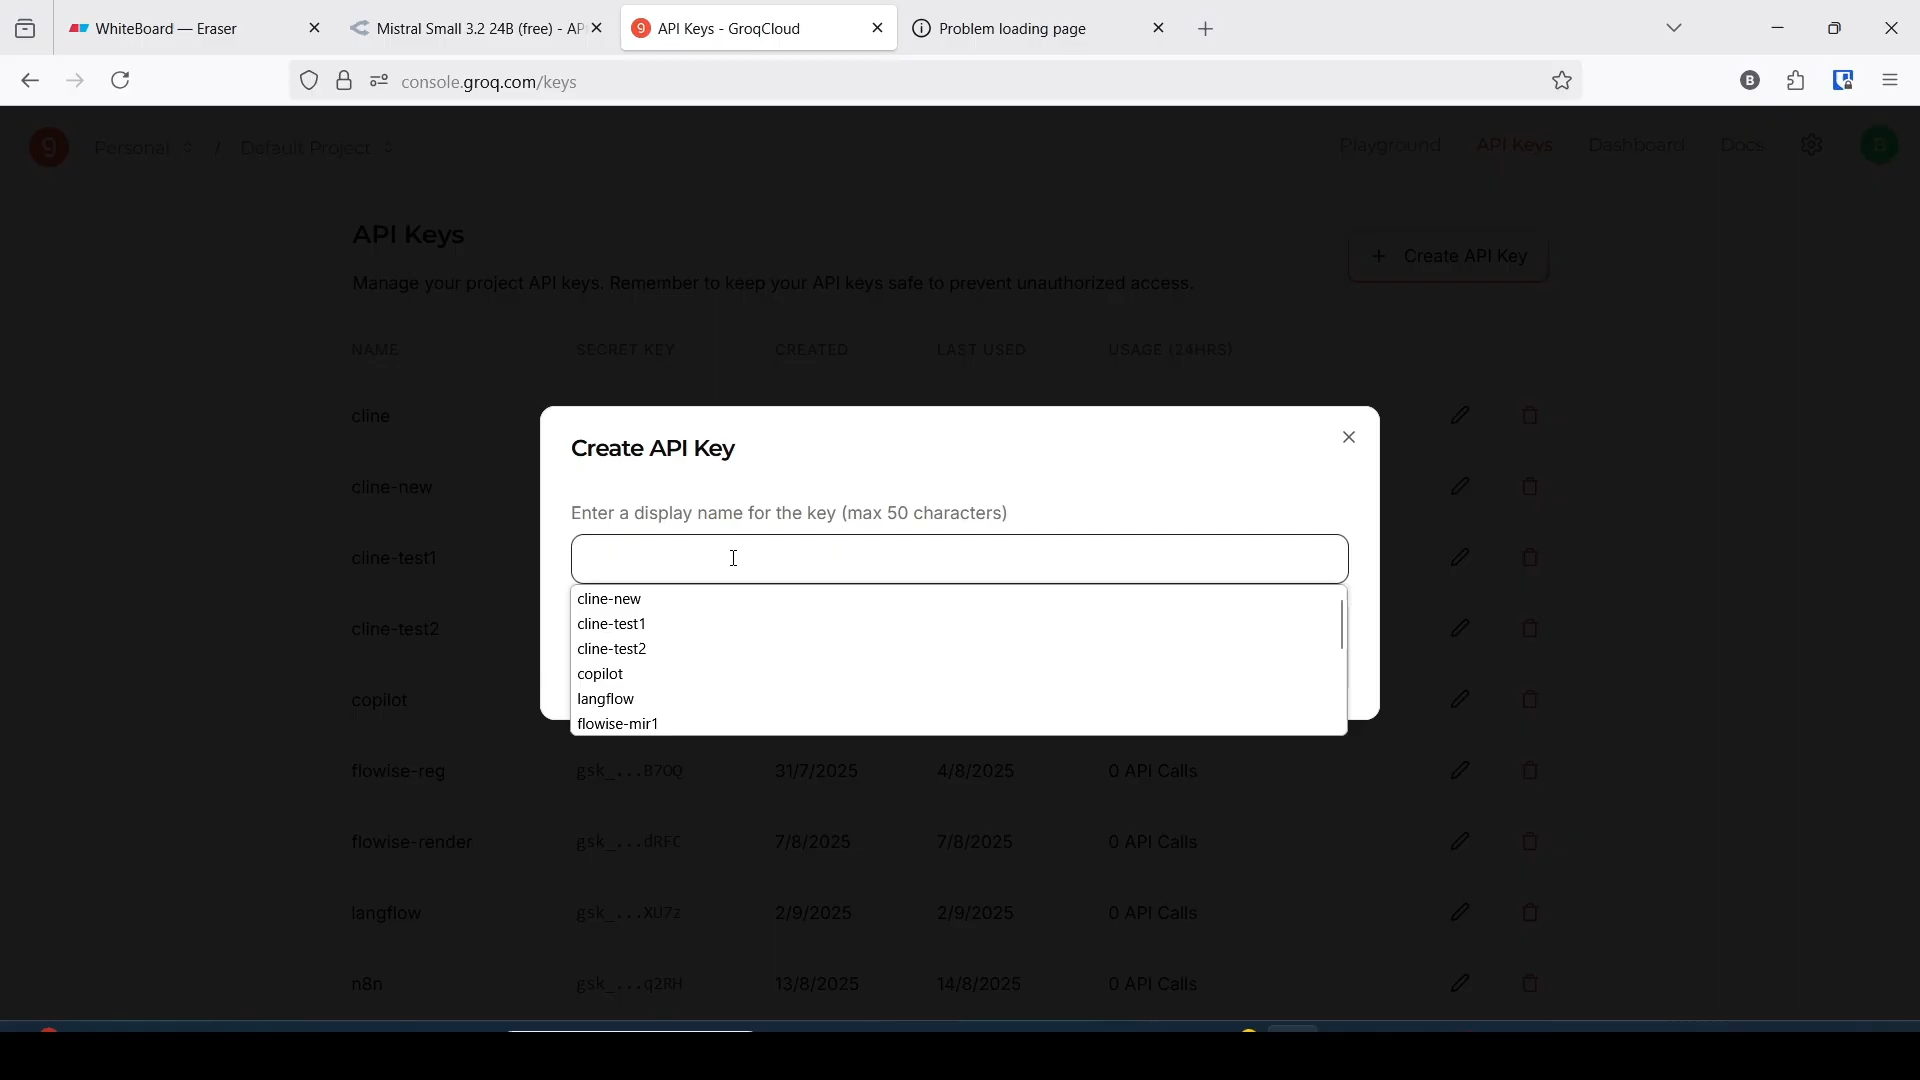 WhiteBoard — Eraser
Mistral Small 3.2 24B (free) - AP
API Keys - GroqCloud
Problem loading page
console.groq.com/keys
Personal / Default Project
Playground API Keys Dashboard Docs
B
API Keys
Create API Key
Manage your project API keys. Remember to keep your API keys safe to prevent unauthorized access.
NAME SECRET KEY CREATED LAST USED USAGE (24HRS)
cline
cline-new
cline-test1
cline-test2
copilot
Create API Key
Enter a display name for the key (max 50 characters)
cline-new
cline-test1
cline-test2
copilot
langflow
flowise-mir1
flowise-reg gsk_...B7OQ 31/7/2025 4/8/2025 0 API Calls
flowise-render gsk_...dRFC 7/8/2025 7/8/2025 0 API Calls
langflow gsk_...XU7z 2/9/2025 2/9/2025 0 API Calls
n8n gsk_...q2RH 13/8/2025 14/8/2025 0 API Calls